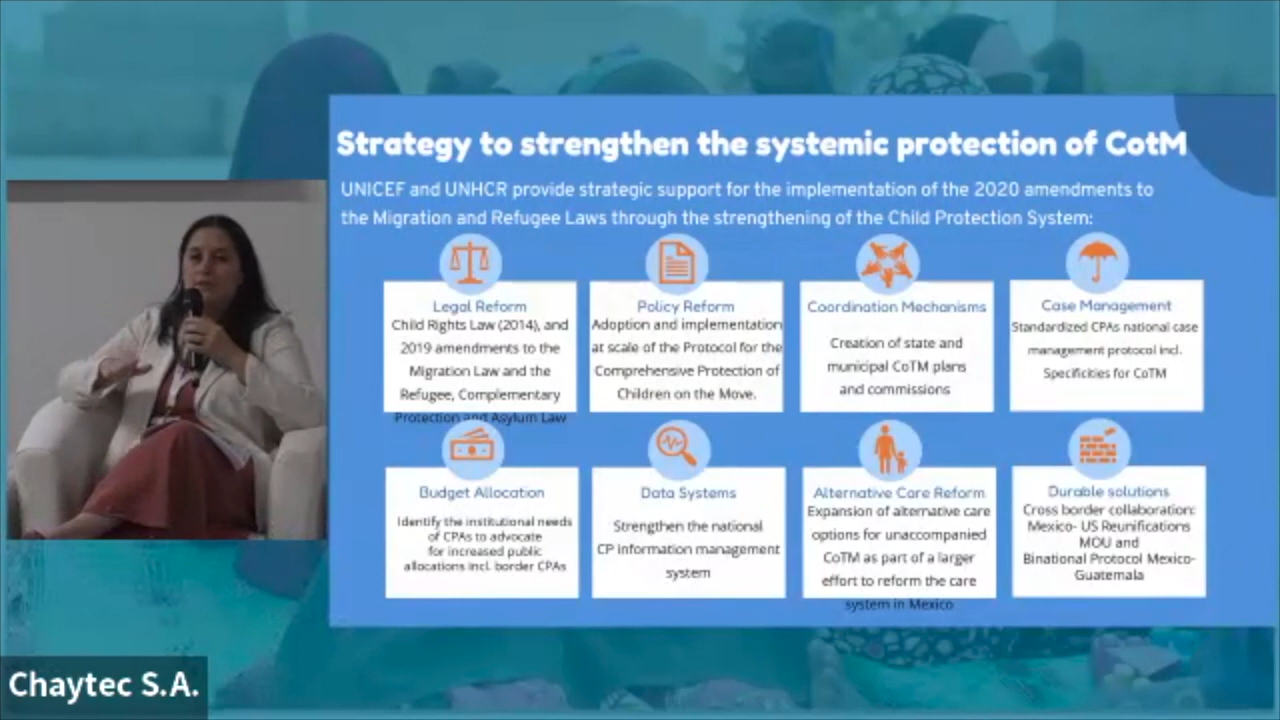 Strategy to strengthen the systemic protection of CotM
UNICEF and UNHCR provide strategic support for the implementation of the 2020 amendments to
the Migration and Refugee Laws through the strengthening of the Child Protection System:
Legal Reform
Child Rights Law (2014), and
2019 amendments to the
Migration Law and the
Refugee, Complementary
Protection and Asylum Law
Policy Reform
Adoption and implementation
at scale of the Protocol for the
Comprehensive Protection of
Children on the Move.
Coordination Mechanisms
Creation of state and
municipal CoTM plans
and commissions
Case Management
Standardized CPAs national case
management protocol incl.
Specificities for CoTM
Budget Allocation
Identify the institutional needs
of CPAs to advocate
for increased public
allocations incl. border CPAs
Data Systems
Strengthen the national
CP information management
system
Alternative Care Reform
Expansion of alternative care
options for unaccompanied
CoTM as part of a larger
effort to reform the care
system in Mexico
Durable solutions
Cross border collaboration:
Mexico- US Reunifications
MOU and
Binational Protocol Mexico-
Guatemala
Chaytec S.A.